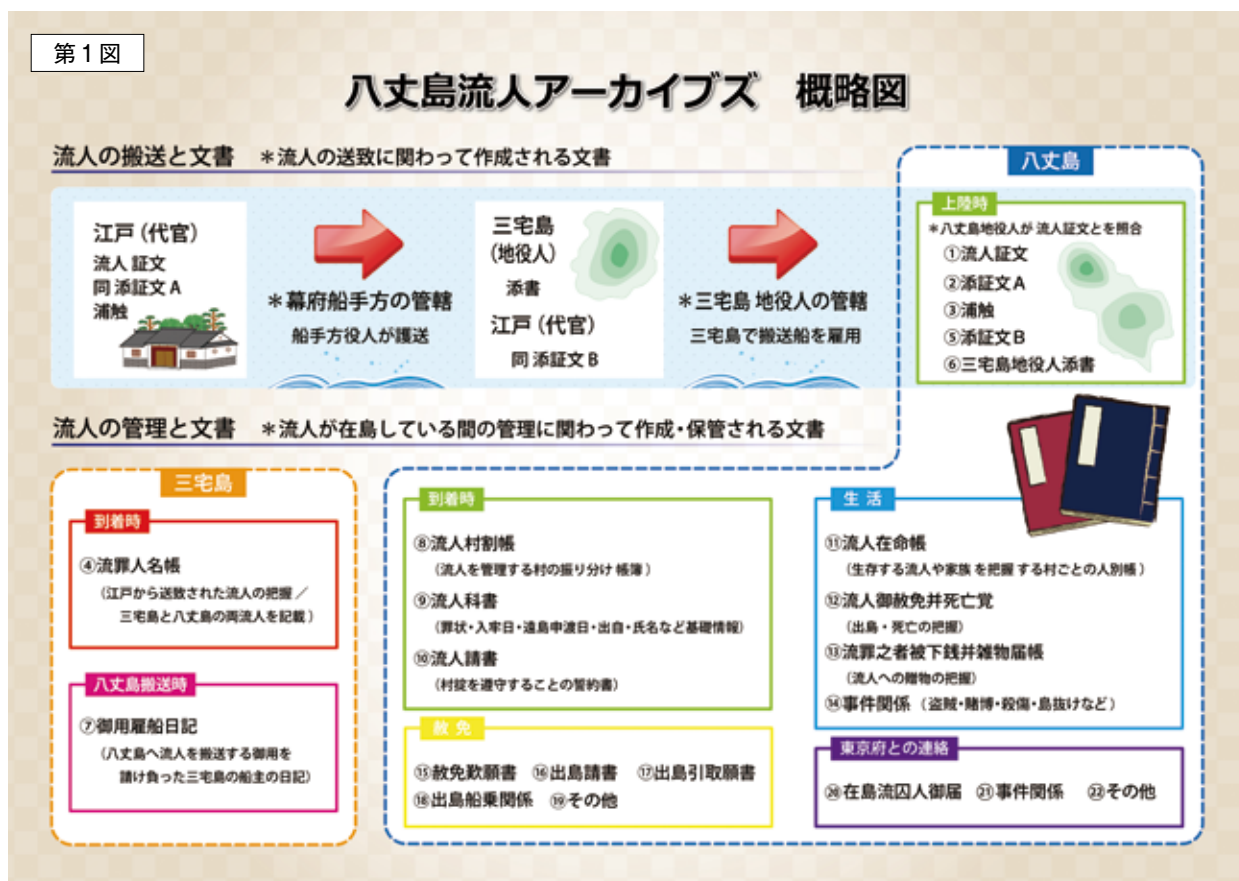 第1図
八丈島流人アーカイブズ 概略図
流人の搬送と文書 *流人の送致に関わって作成される文書
江戸(代官)
流人 証文
同 添証文 A
浦触
*幕府船手方の管轄
船手方役人が護送
三宅島
(地役人)
添書
江戸(代官)
同 添証文 B
*三宅島 地役人の管轄
三宅島で搬送船を雇用
八丈島
上陸時
*八丈島地役人が 流人証文とを照合
①流人証文
②添証文 A
③浦触
⑤添証文 B
⑥三宅島地役人添書
流人の管理と文書 *流人が在島している間の管理に関わって作成・保管される文書
三宅島
到着時
④流罪人名帳
(江戸から送致された流人の把握/
三宅島と八丈島の両流人を記載)
八丈島搬送時
⑦御用雇船日記
(八丈島へ流人を搬送する御用を
請け負った三宅島の船主の日記)
到着時
⑧流人村割帳
(流人を管理する村の振り分け 帳簿)
⑨流人科書
(罪状・入牢日・遠島申渡日・出自・氏名など基礎情報)
⑩流人請書
(村掟を遵守することの誓約書)
赦 免
⑮赦免歎願書 ⑯出島請書 ⑰出島引取願書
⑱出島船乗関係 ⑲その他
生 活
⑪流人在命帳
(生存する流人や家族 を把握 する村ごとの人別帳)
⑫流人御赦免并死亡覚
(出島・死亡の把握)
⑬流罪之者被下銭并雑物届帳
(流人への贈物の把握)
⑭事件関係 (盗賊・賭博・殺傷・島抜けなど)
東京府との連絡
⑳在島流囚人御届 ㉑事件関係 ㉒その他